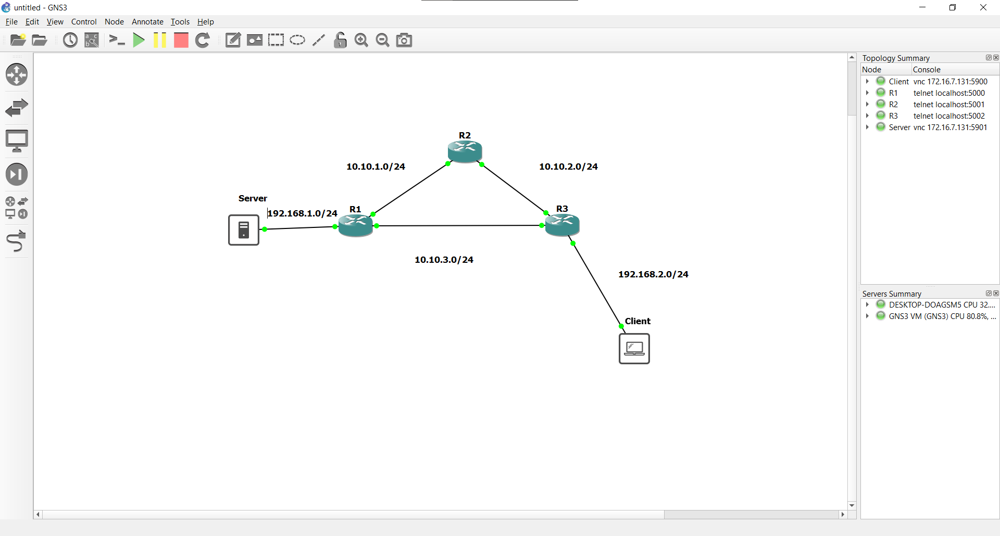 untitled - GNS3
File Edit View Control Node Annotate Tools Help
a c
b
Topology Summary
Node Console
Client vnc 172.16.7.131:5900
R1 telnet localhost:5000
R2 telnet localhost:5001
R3 telnet localhost:5002
Server vnc 172.16.7.131:5901
R2
10.10.1.0/24
10.10.2.0/24
Server
192.168.1.0/24
R1
R3
10.10.3.0/24
192.168.2.0/24
Client
Servers Summary
DESKTOP-DOAGSM5 CPU 32....
GNS3 VM (GNS3) CPU 80.8%, ...